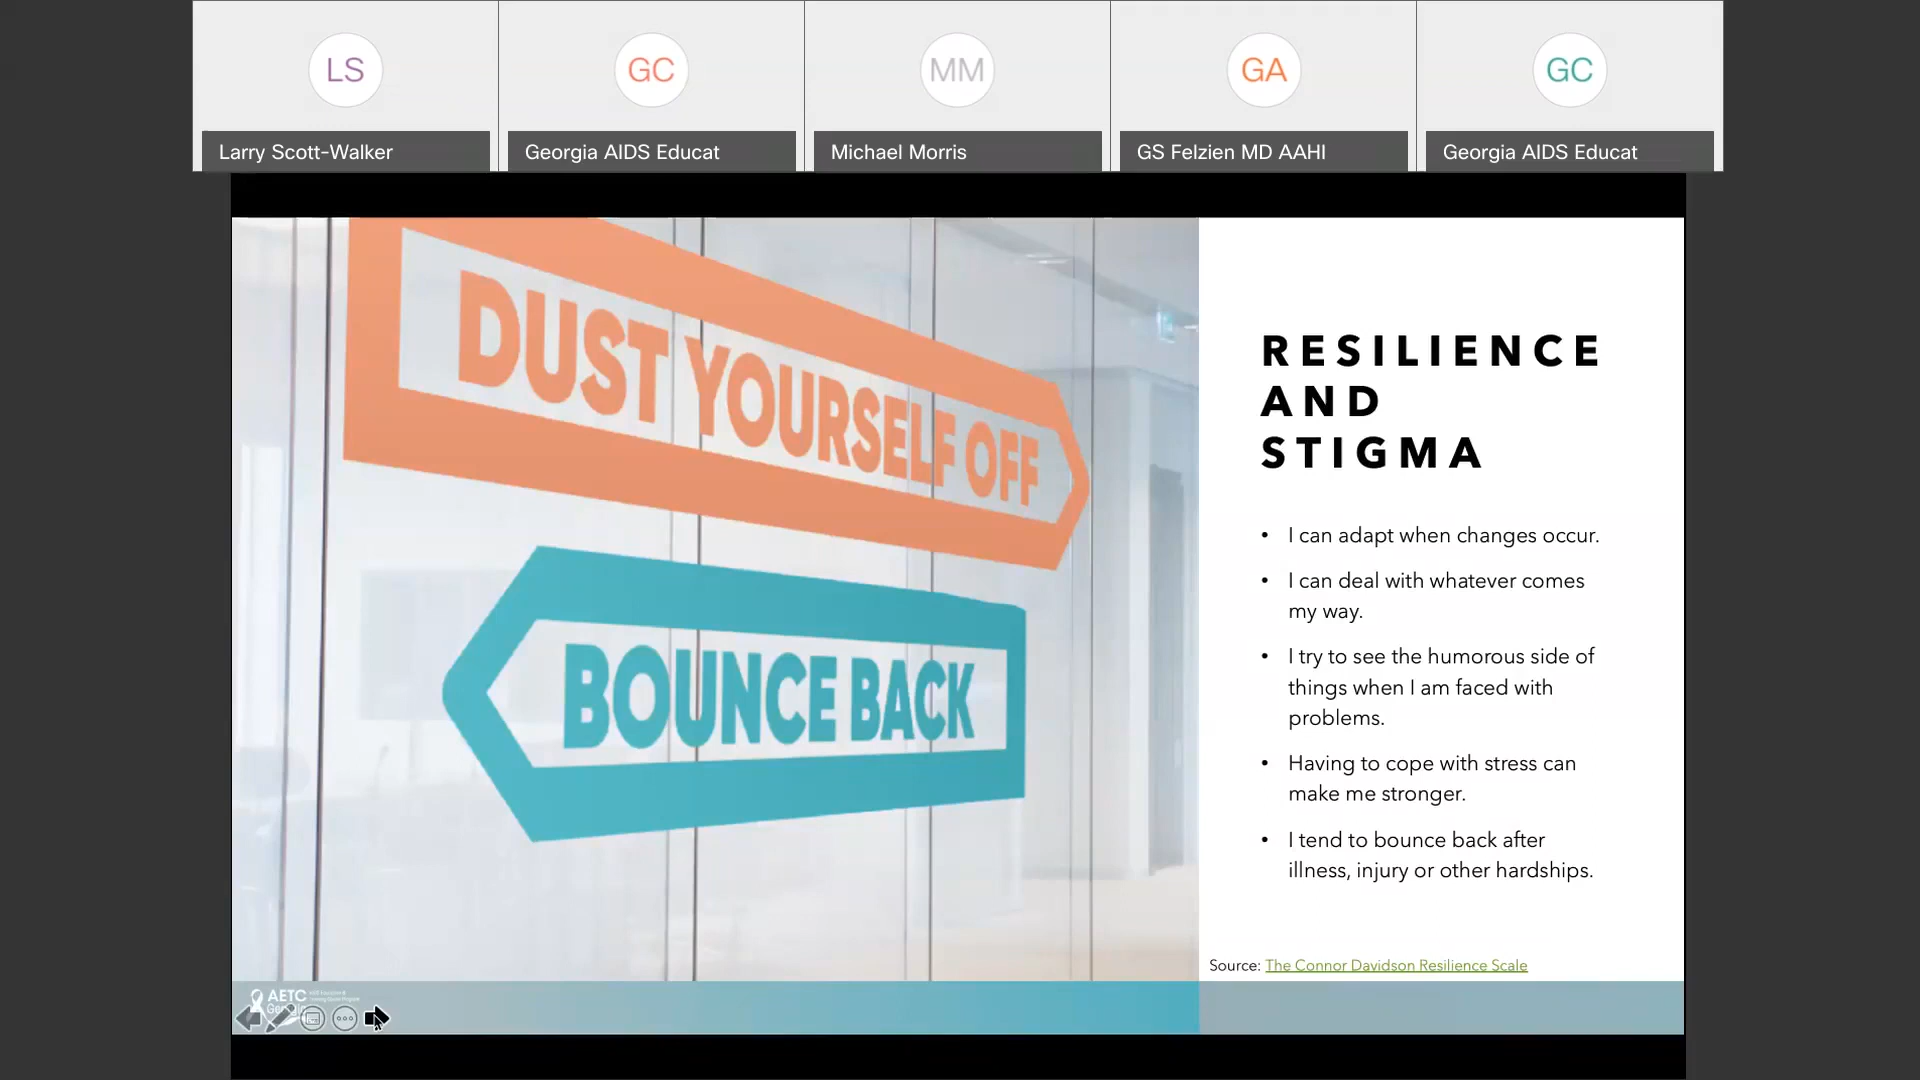 LS
GC
MM
GA
GC
Larry Scott-Walker
Georgia AIDS Educat
Michael Morris
GS Felzien MD AAHI
Georgia AIDS Educat
DUST YOURSELF OFF
BOUNCE BACK
RESILIENCE
AND
STIGMA
• I can adapt when changes occur.
• I can deal with whatever comes
my way.
• I try to see the humorous side of
things when I am faced with
problems.
• Having to cope with stress can
make me stronger.
• I tend to bounce back after
illness, injury or other hardships.
Source: The Connor Davidson Resilience Scale
AETC